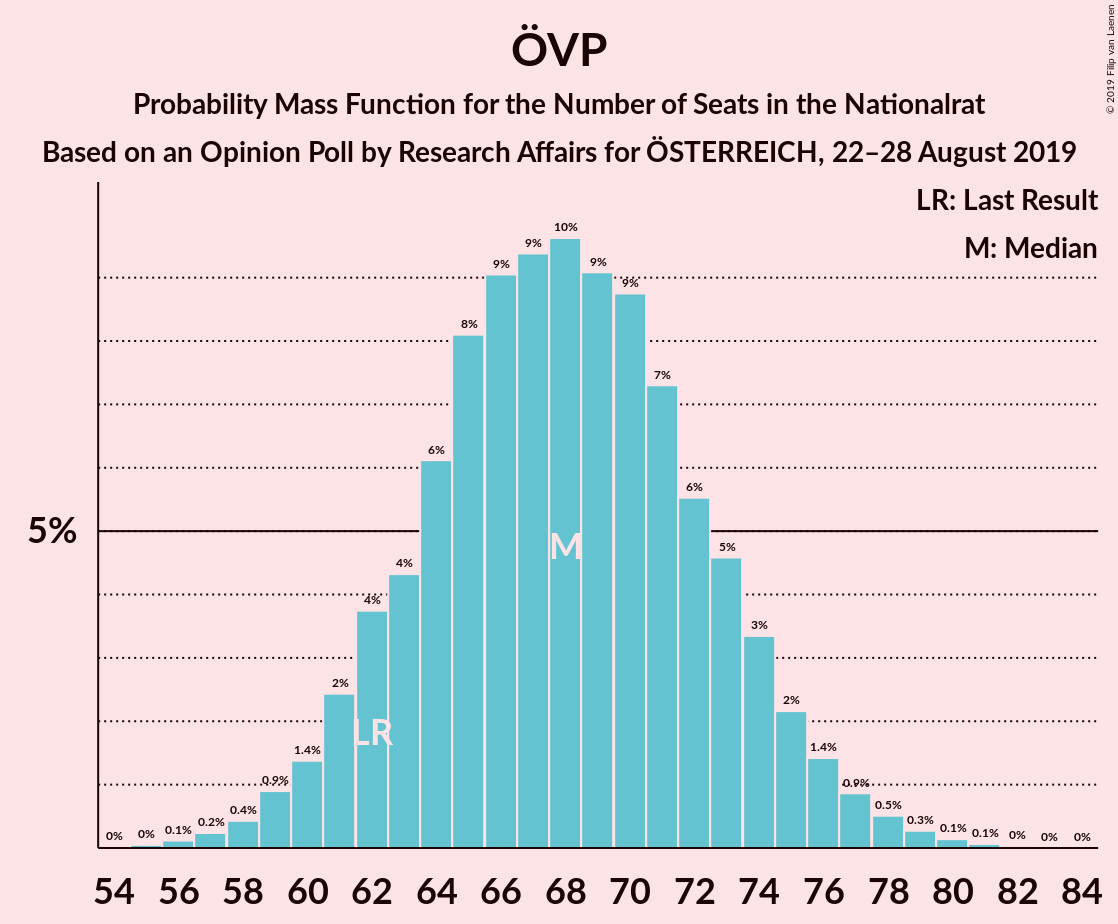 ÖVP
Probability Mass Function for the Number of Seats in the Nationalrat
Based on an Opinion Poll by Research Affairs for ÖSTERREICH, 22–28 August 2019
© 2019 Filip van Laenen
LR: Last Result
M: Median
5%
0% 0% 0.1% 0.2% 0.4% 0.9% 1.4% 2% 4% 4% 6% 8% 9% 9% 10% 9% 9% 7% 6% 5% 3% 2% 1.4% 0.9% 0.5% 0.3% 0.1% 0.1% 0% 0% 0%
M
LR
54 56 58 60 62 64 66 68 70 72 74 76 78 80 82 84